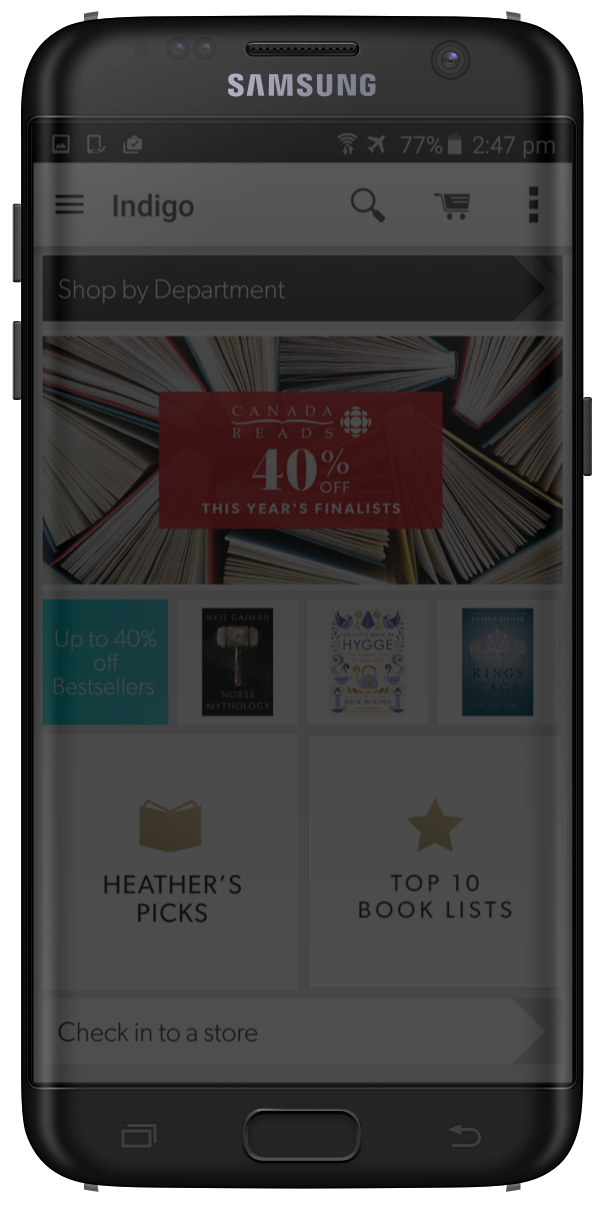 SAMSUNG
77% 2:47 pm
Indigo
Shop by Department
CANADA
READS
40%
OFF
THIS YEAR'S FINALISTS
Up to 40%
off
Bestsellers
NEIL GAIMAN
NORSE
MYTHOLOGY
THE LITTLE BOOK OF
HYGGE
MEIK WIKING
VICTORIA AVEYARD
KING'S
CAGE
HEATHER'S
PICKS
TOP 10
BOOK LISTS
Check in to a store